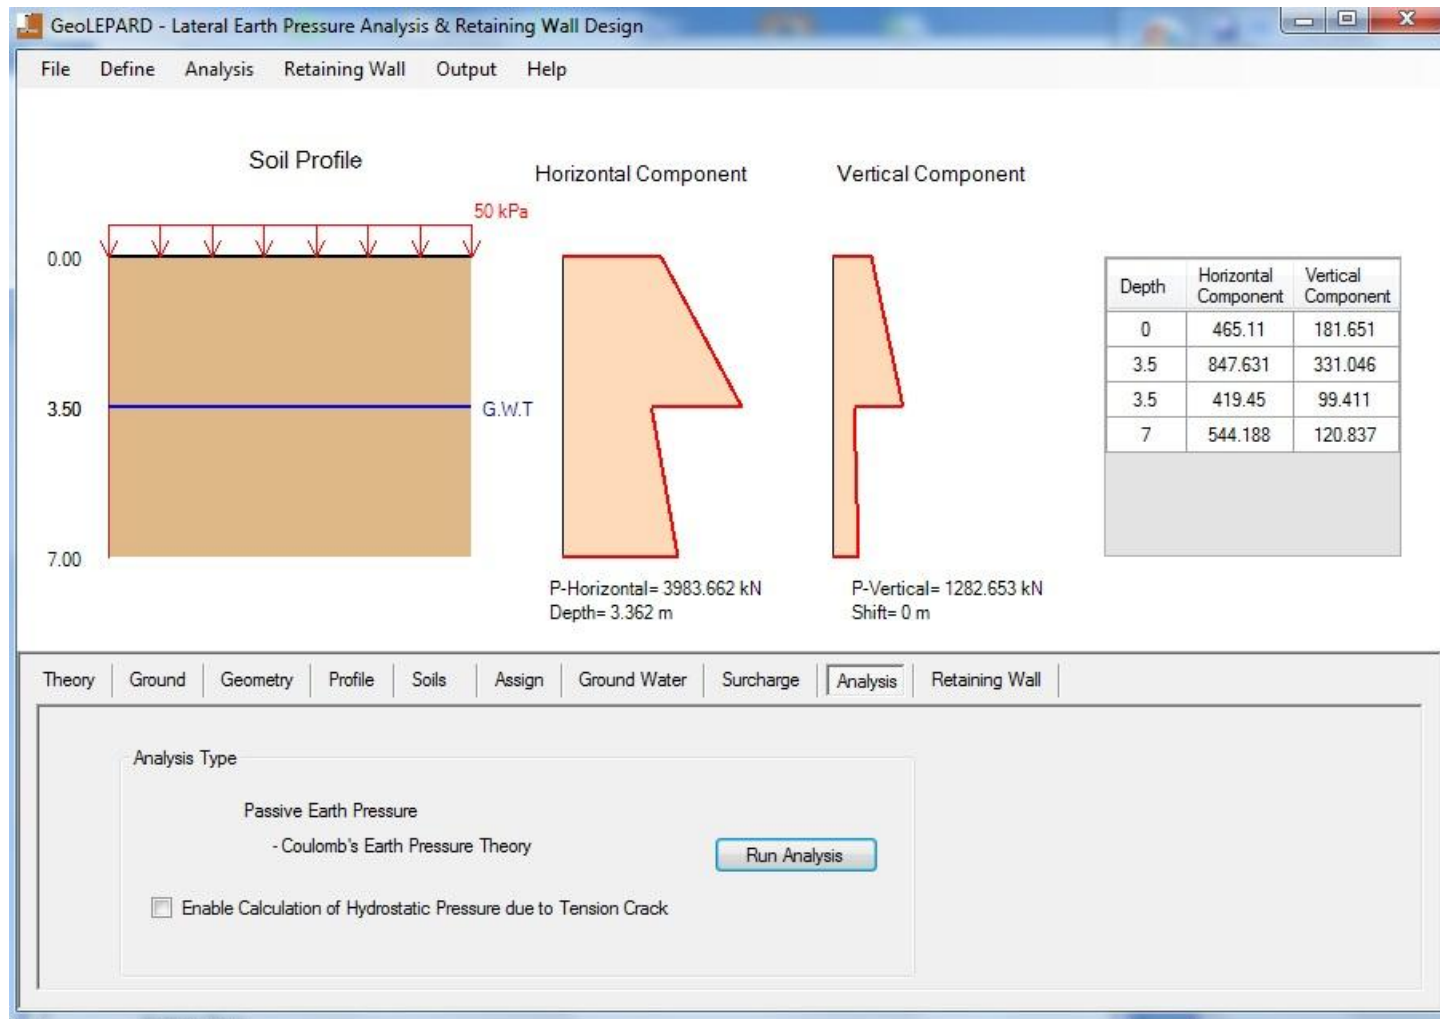 GeoLEPARD - Lateral Earth Pressure Analysis & Retaining Wall Design
File Define Analysis Retaining Wall Output Help
Soil Profile
Horizontal Component
Vertical Component
50 kPa
0.00
3.50
G.W.T
7.00
Depth Horizontal Component Vertical Component
0 465.11 181.651
3.5 847.631 331.046
3.5 419.45 99.411
7 544.188 120.837
P-Horizontal= 3983.662 kN
Depth= 3.362 m
P-Vertical= 1282.653 kN
Shift= 0 m
Theory Ground Geometry Profile Soils Assign Ground Water Surcharge Analysis Retaining Wall
Analysis Type
Passive Earth Pressure
- Coulomb's Earth Pressure Theory
Run Analysis
Enable Calculation of Hydrostatic Pressure due to Tension Crack